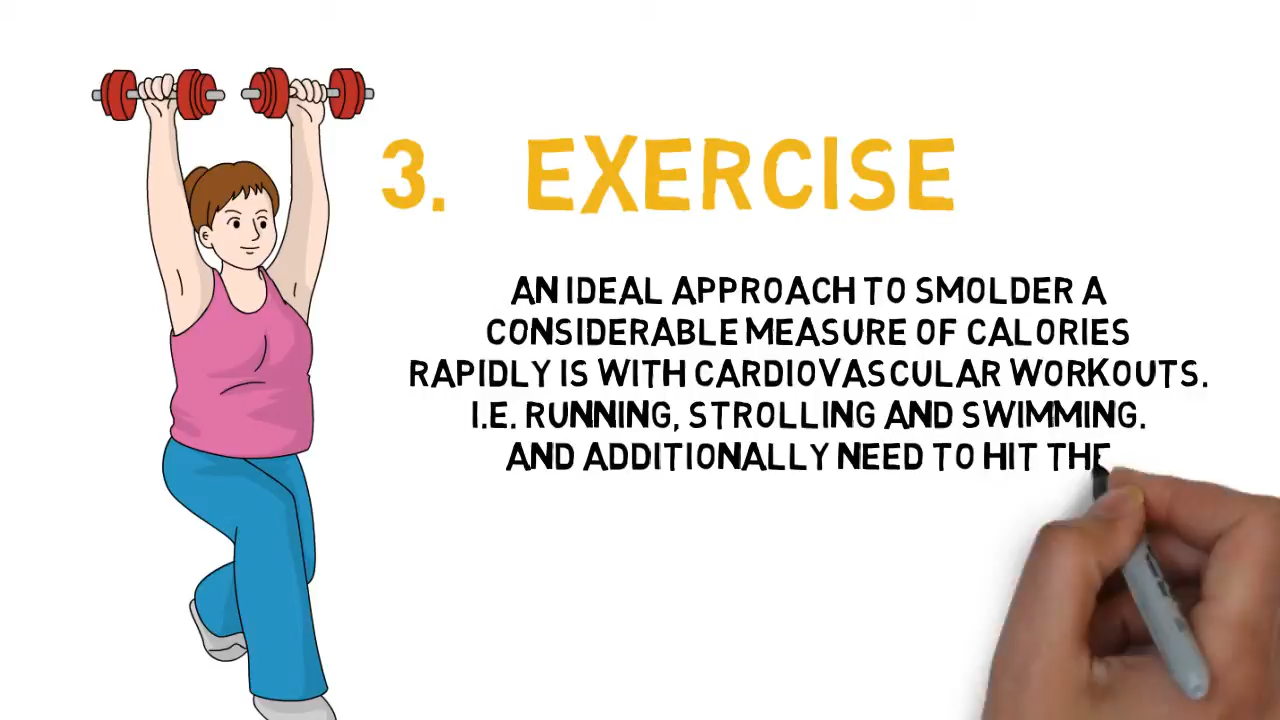 3. EXERCISE
AN IDEAL APPROACH TO SMOLDER A
CONSIDERABLE MEASURE OF CALORIES
RAPIDLY IS WITH CARDIOVASCULAR WORKOUTS.
I.E. RUNNING, STROLLING AND SWIMMING.
AND ADDITIONALLY NEED TO HIT THE